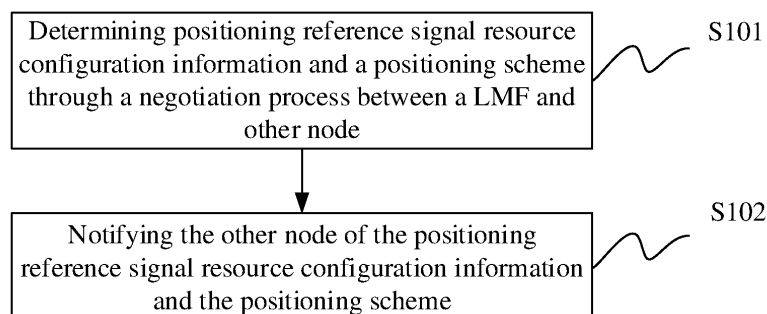 Determining positioning reference signal resource
configuration information and a positioning scheme
through a negotiation process between a LMF and
other node
S101
Notifying the other node of the positioning
reference signal resource configuration information
and the positioning scheme
S102